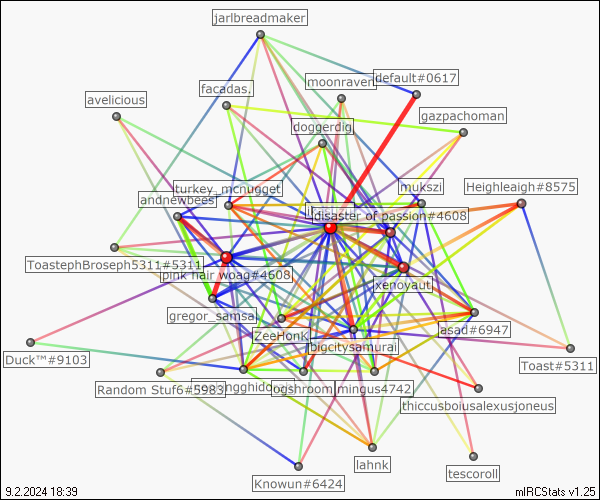 jarlbreadmaker
default#0617
moonraven
facadas.
avelicious
gazpachoman
doggerdig
turkey_mcnugget
mukszi
Heighleaigh#8575
andnewbees
disaster of passion#4608
ToastephBroseph5311#5311
pink hair woag#4608
xenoyaut
gregor_samsa
asad#6947
ZeeHonk
bigcitysamurai
Duck™#9103
Toast#5311
Random Stuf6#5983
ngghidog
ogshroom
mingus4742
thiccusboiusalexusjoneus
lahnk
tescoroll
Knowun#6424
9.2.2024 18:39
mIRCStats v1.25